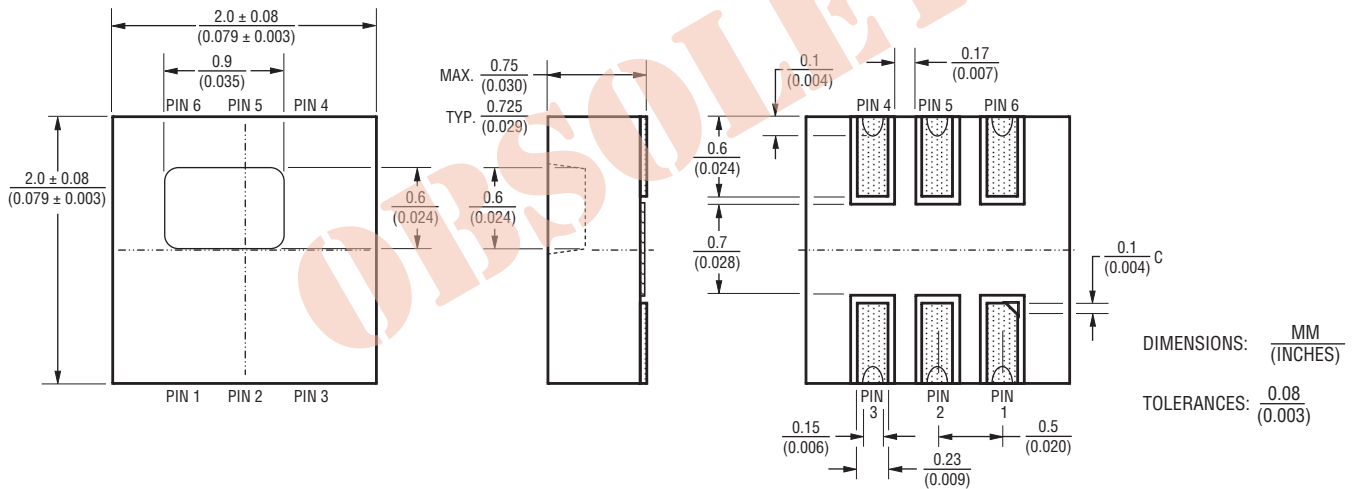 2.0 ± 0.08
(0.079 ± 0.003)
0.9
(0.035)
PIN 6 PIN 5 PIN 4
2.0 ± 0.08
(0.079 ± 0.003)
0.6
(0.024)
PIN 1 PIN 2 PIN 3
MAX. 0.75
(0.030)
TYP. 0.725
(0.029)
0.6
(0.024)
0.1
(0.004)
0.17
(0.007)
PIN 4 PIN 5 PIN 6
0.6
(0.024)
0.7
(0.028)
0.1
(0.004) C
PIN
3
PIN
2
PIN
1
0.15
(0.006)
0.23
(0.009)
0.5
(0.020)
DIMENSIONS: MM
(INCHES)
TOLERANCES: 0.08
(0.003)